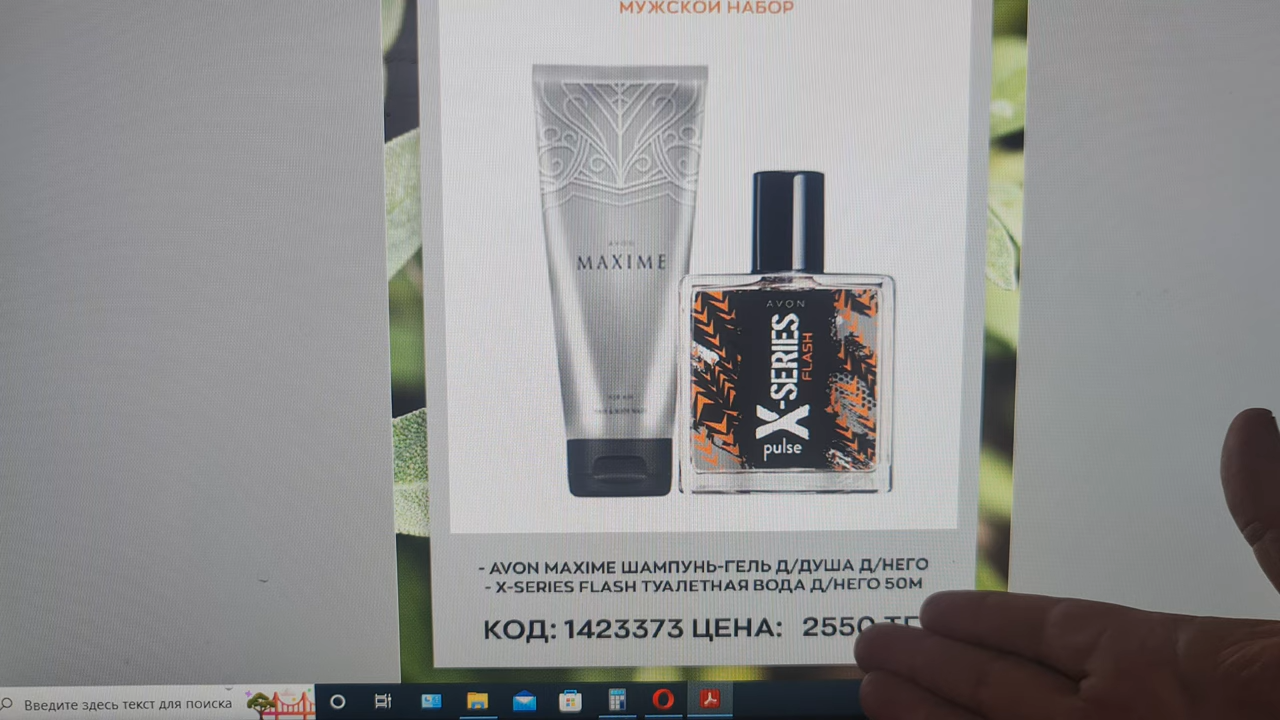 МУЖСКОЙ НАБОР
AVON
MAXIME
AVON
X-SERIES
FLASH
pulse
- AVON MAXIME ШАМПУНЬ-ГЕЛЬ Д/ДУША Д/НЕГО
- X-SERIES FLASH ТУАЛЕТНАЯ ВОДА Д/НЕГО 50М
КОД: 1423373 ЦЕНА: 2550
Введите здесь текст для поиска